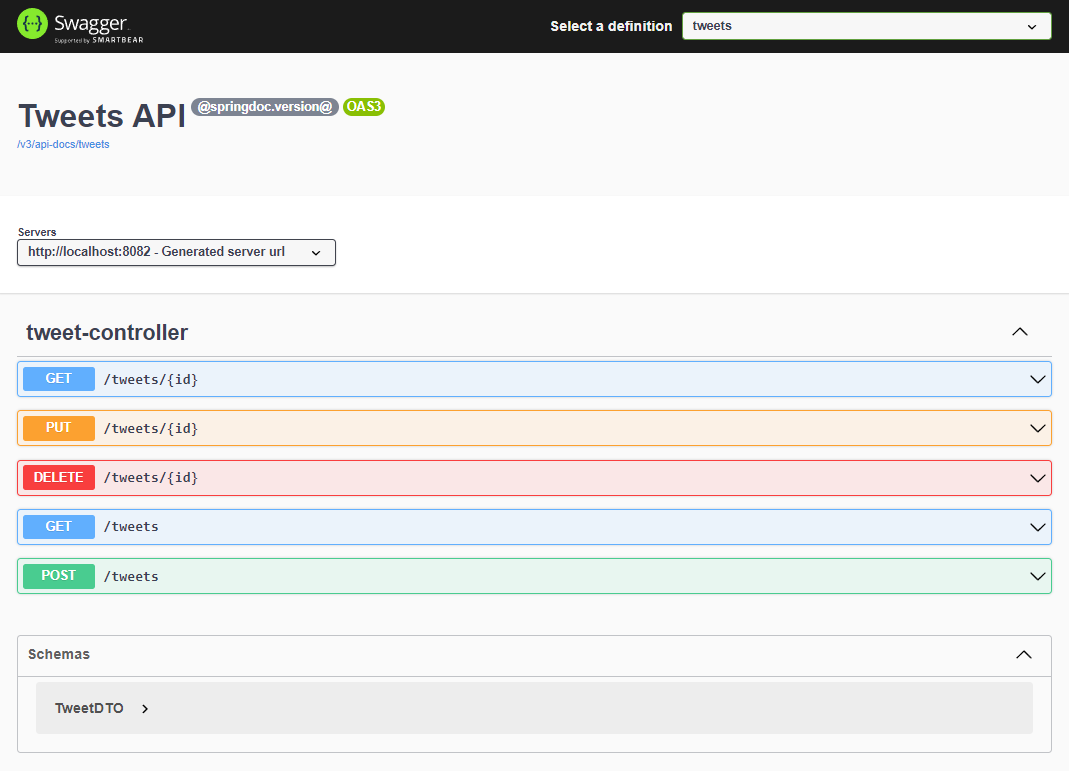 Swagger.
Supported by SMARTBEAR
Select a definition
tweets
Tweets API @springdoc.version@ OAS3
/v3/api-docs/tweets
Servers
http://localhost:8082 - Generated server url
tweet-controller
GET /tweets/{id}
PUT /tweets/{id}
DELETE /tweets/{id}
GET /tweets
POST /tweets
Schemas
TweetDTO